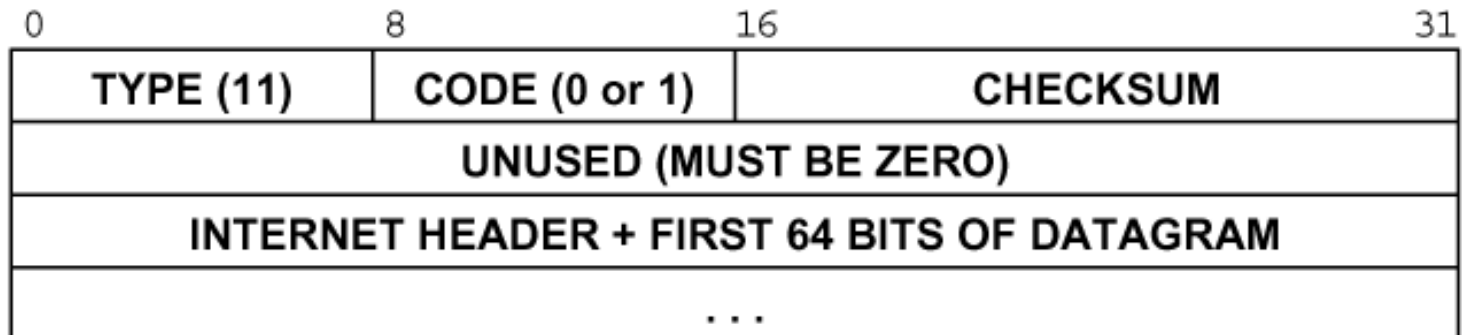 0 8 16 31
TYPE (11) CODE (0 or 1) CHECKSUM
UNUSED (MUST BE ZERO)
INTERNET HEADER + FIRST 64 BITS OF DATAGRAM
. . .